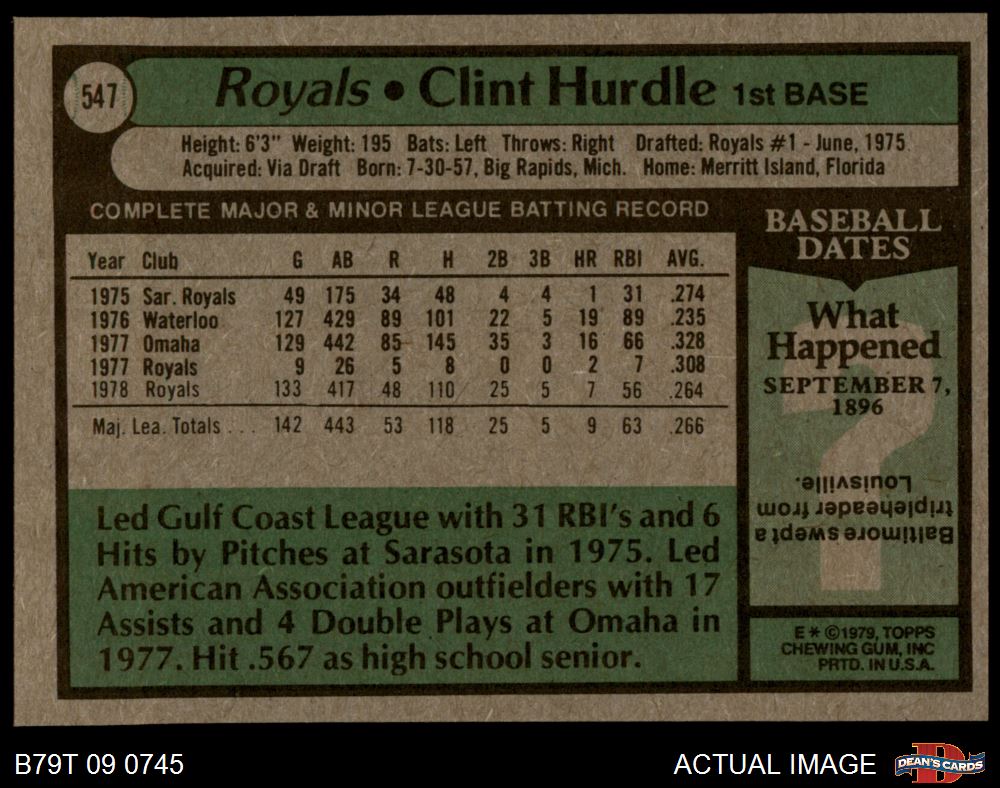 547
Royals • Clint Hurdle 1st BASE
Height: 6'3" Weight: 195 Bats: Left Throws: Right Drafted: Royals #1 - June, 1975
Acquired: Via Draft Born: 7-30-57, Big Rapids, Mich. Home: Merritt Island, Florida
COMPLETE MAJOR & MINOR LEAGUE BATTING RECORD
Year Club G AB R H 2B 3B HR RBI AVG.
1975 Sar. Royals 49 175 34 48 4 4 1 31 .274
1976 Waterloo 127 429 89 101 22 5 19 89 .235
1977 Omaha 129 442 85 145 35 3 16 66 .328
1977 Royals 9 26 5 8 0 0 2 7 .308
1978 Royals 133 417 48 110 25 5 7 56 .264
Maj. Lea. Totals . . . 142 443 53 118 25 5 9 63 .266
Led Gulf Coast League with 31 RBI's and 6
Hits by Pitches at Sarasota in 1975. Led
American Association outfielders with 17
Assists and 4 Double Plays at Omaha in
1977. Hit .567 as high school senior.
BASEBALL
DATES
What
Happened
SEPTEMBER 7,
1896
?
Baltimore swept a
tripleheader from
Louisville.
E * © 1979, TOPPS
CHEWING GUM, INC
PRTD. IN U.S.A.
B79T 09 0745
ACTUAL IMAGE
D
DEAN'S CARDS